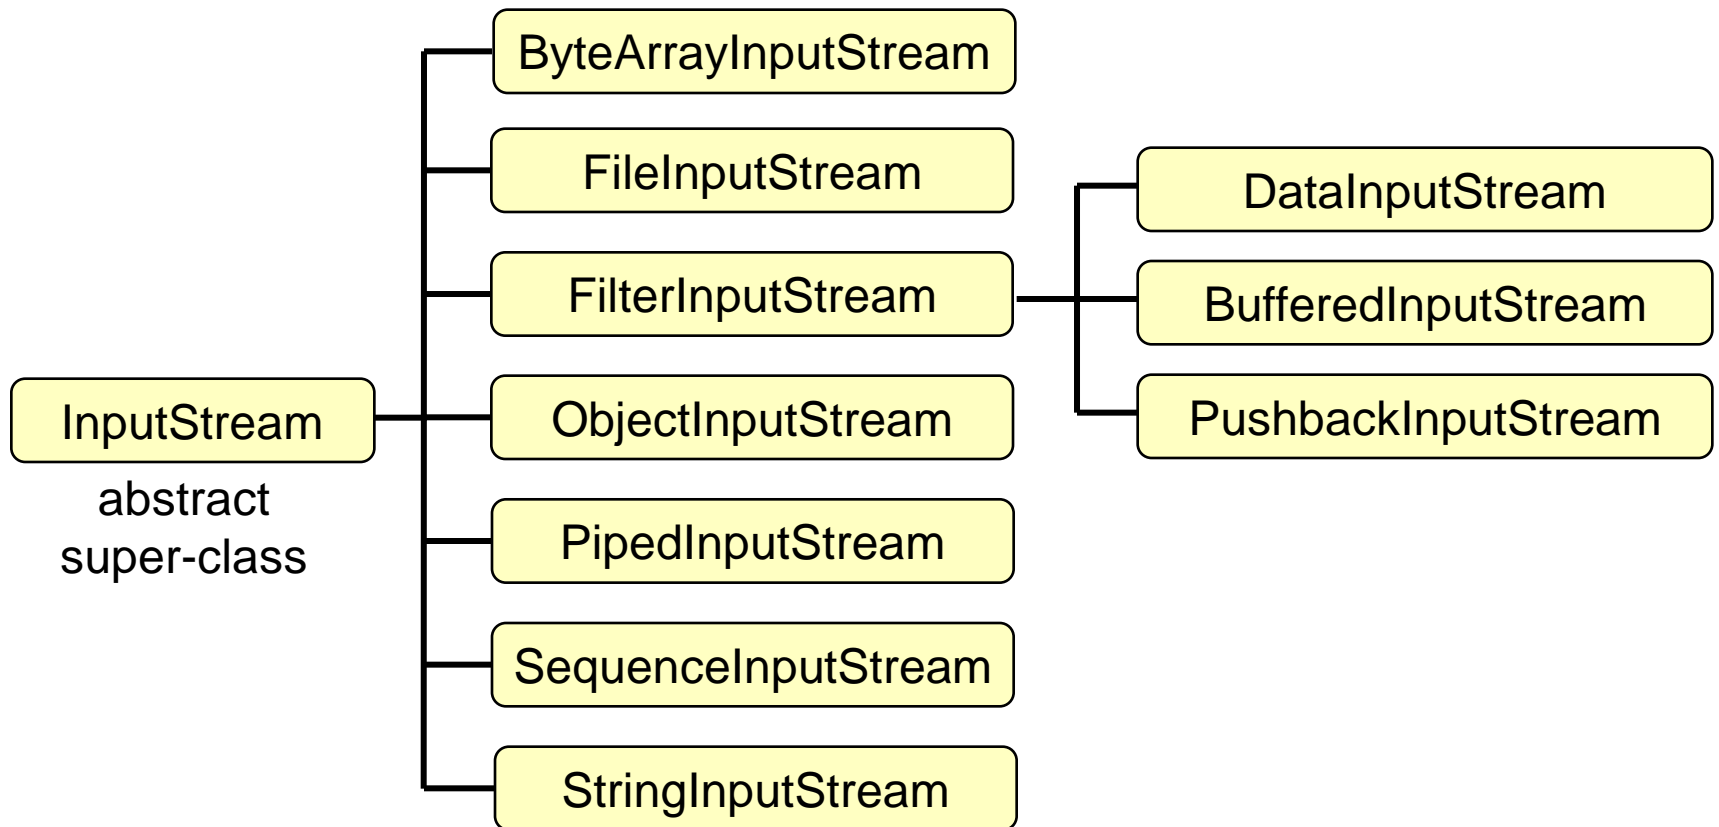 InputStream
abstract
super-class
ByteArrayInputStream
FileInputStream
FilterInputStream
ObjectInputStream
PipedInputStream
SequenceInputStream
StringInputStream
DataInputStream
BufferedInputStream
PushbackInputStream